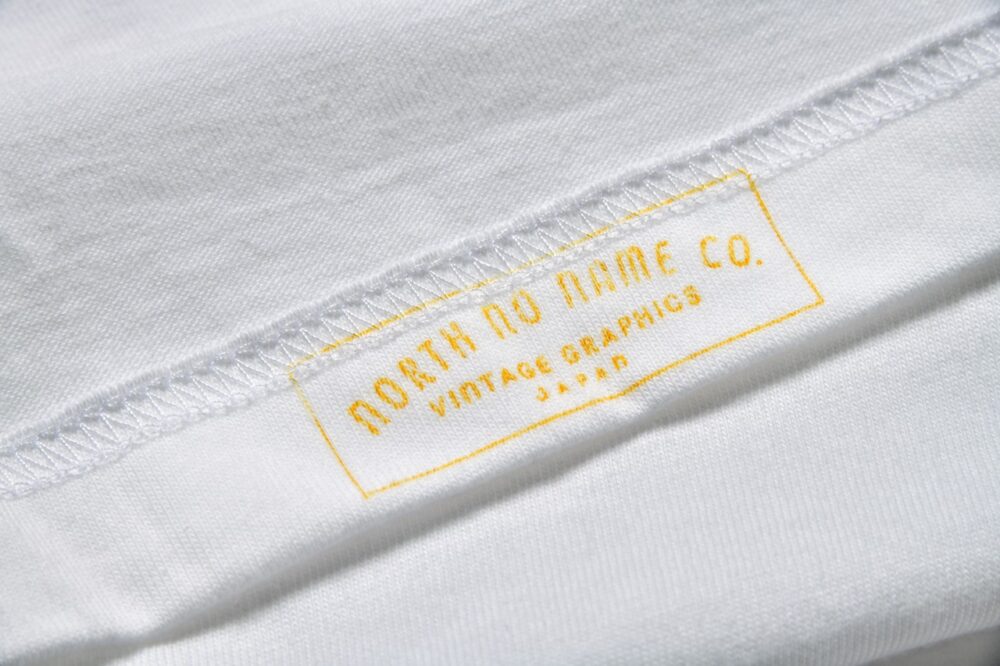 NORTH NO NAME CO.
VINTAGE GRAPHICS
JAPAN